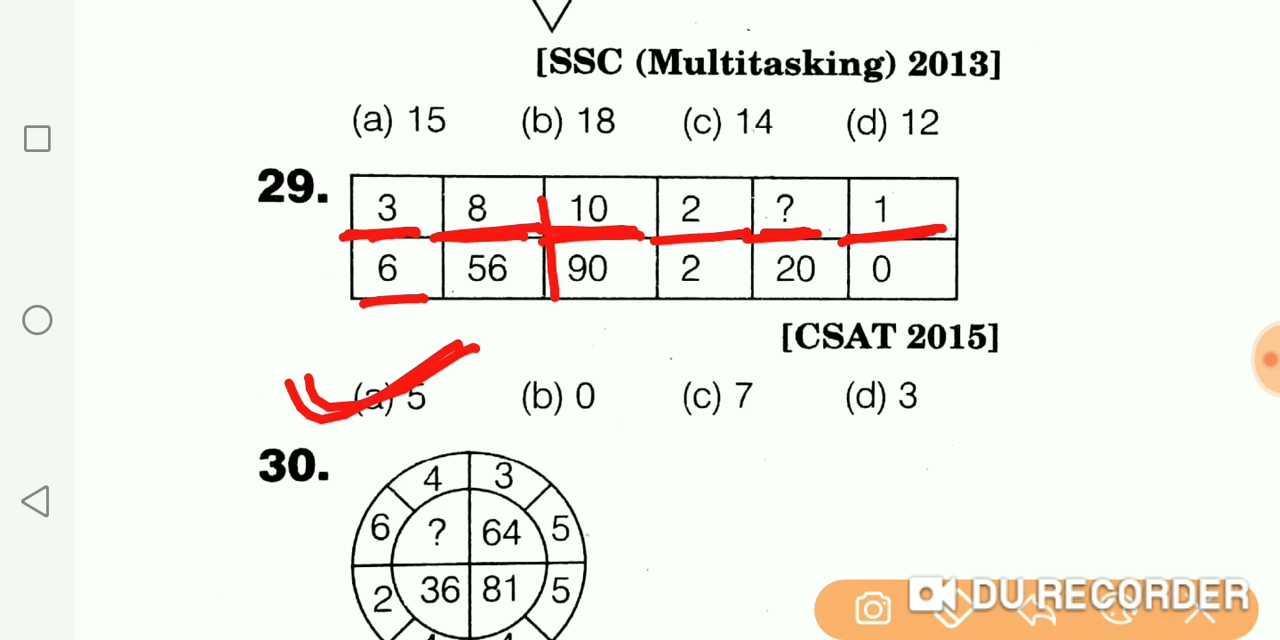 [SSC (Multitasking) 2013]
(a) 15 (b) 18 (c) 14 (d) 12
29.
3 8 10 2 ? 1
6 56 90 2 20 0
[CSAT 2015]
(a) 5 (b) 0 (c) 7 (d) 3
30.
4 3
6 ? 64 5
2 36 81 5
DU RECORDER